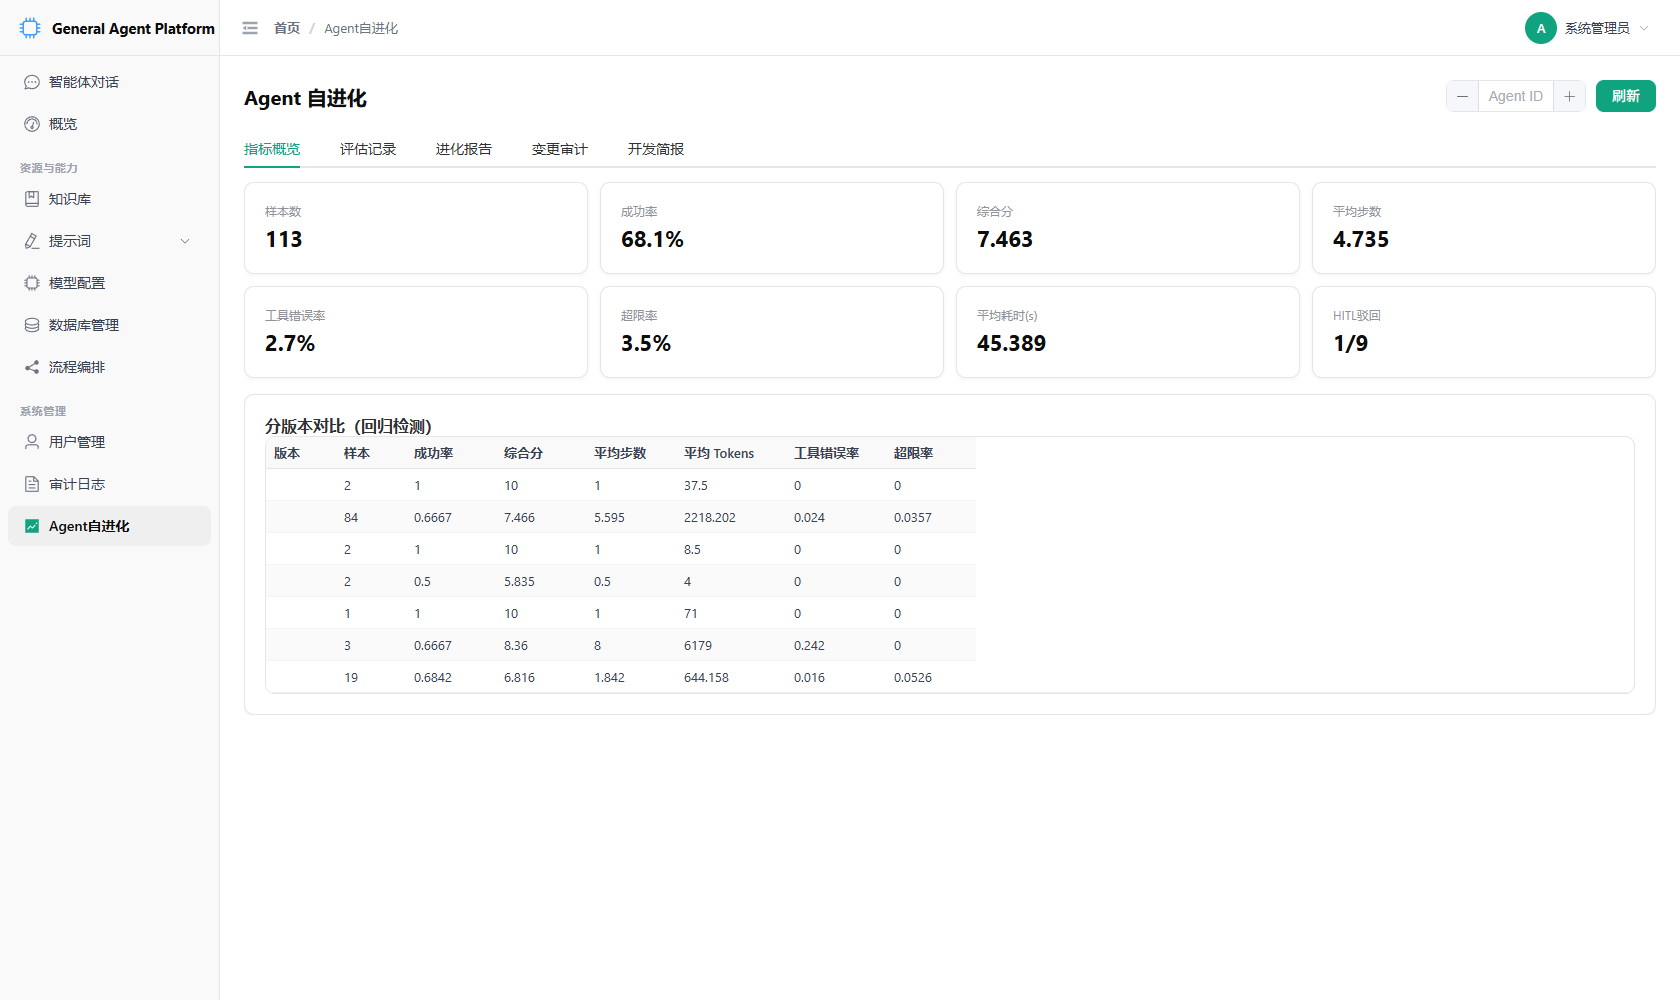 General Agent Platform
首页 / Agent自进化
A 系统管理员
智能体对话
概览
资源与能力
知识库
提示词
模型配置
数据库管理
流程编排
系统管理
用户管理
审计日志
Agent自进化
Agent 自进化
Agent ID
刷新
指标概览 评估记录 进化报告 变更审计 开发简报
样本数 成功率 综合分 平均步数
113 68.1% 7.463 4.735
工具错误率 超限率 平均耗时(s) HITL驳回
2.7% 3.5% 45.389 1/9
分版本对比（回归检测）
版本 样本 成功率 综合分 平均步数 平均 Tokens 工具错误率 超限率
2 1 10 1 37.5 0 0
84 0.6667 7.466 5.595 2218.202 0.024 0.0357
2 1 10 1 8.5 0 0
2 0.5 5.835 0.5 4 0 0
1 1 10 1 71 0 0
3 0.6667 8.36 8 6179 0.242 0
19 0.6842 6.816 1.842 644.158 0.016 0.0526